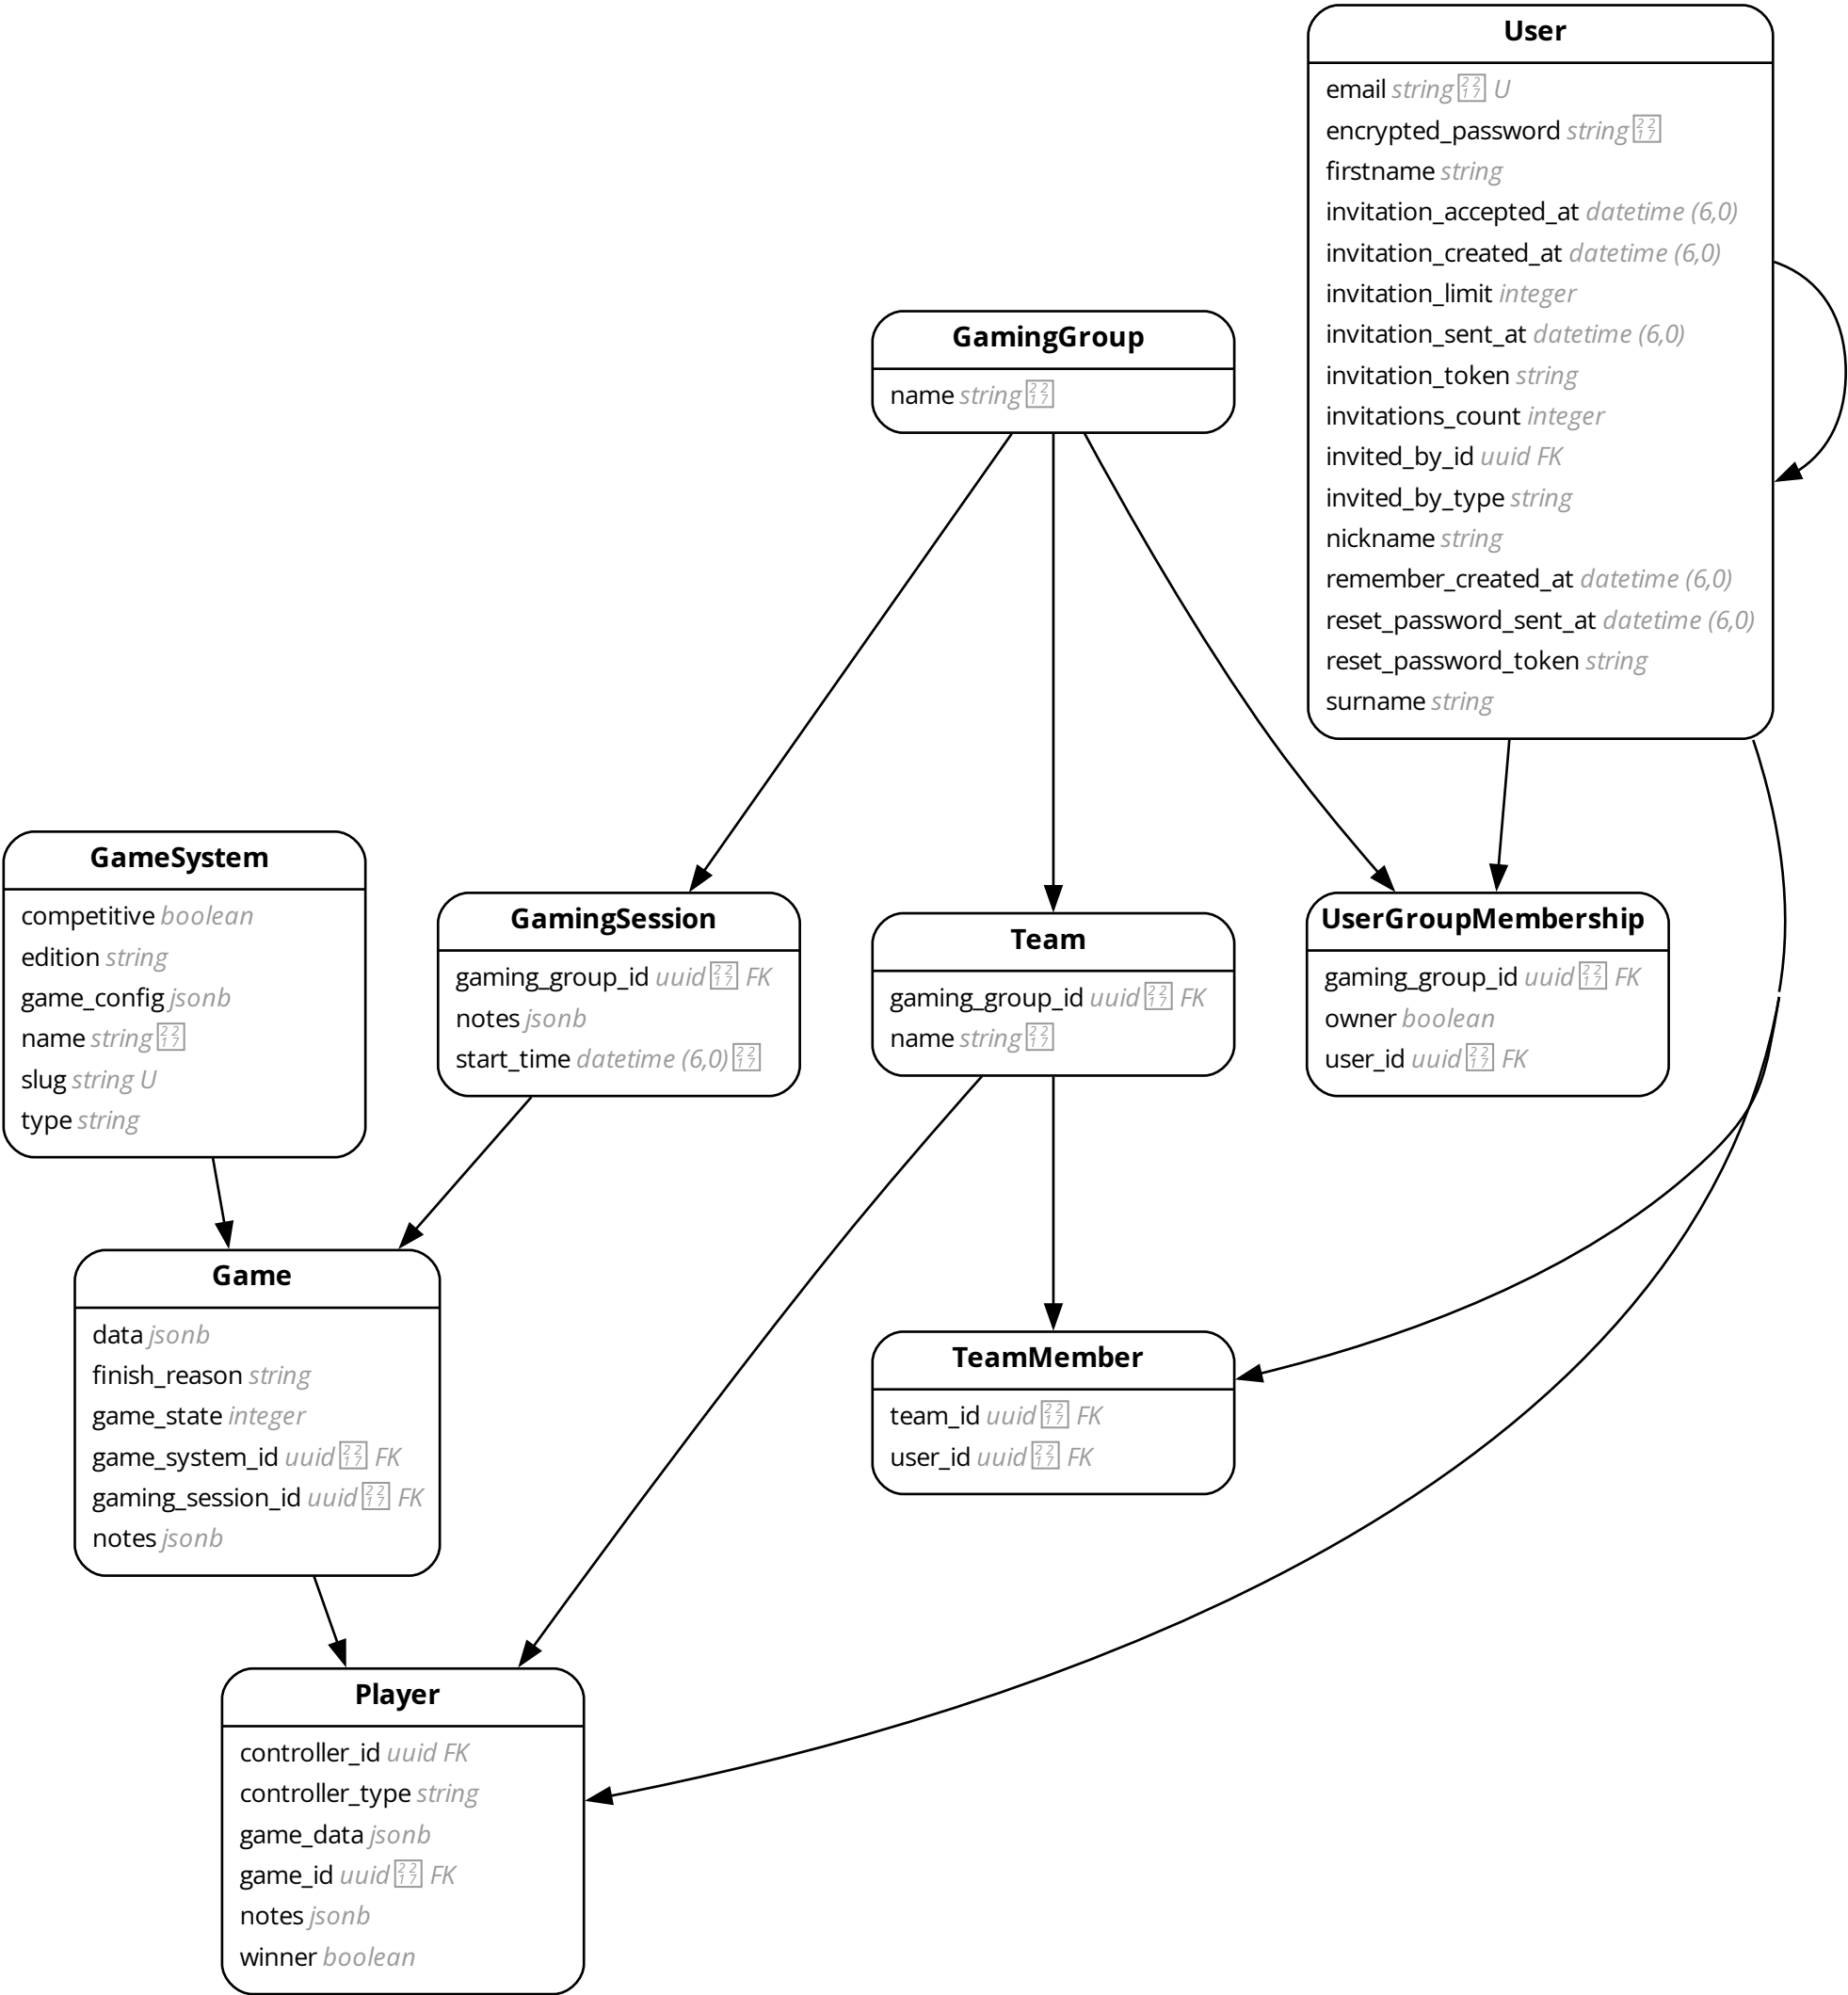 User
email string ∗ U
encrypted_password string ∗
firstname string
invitation_accepted_at datetime (6,0)
invitation_created_at datetime (6,0)
invitation_limit integer
invitation_sent_at datetime (6,0)
invitation_token string
invitations_count integer
invited_by_id uuid FK
invited_by_type string
nickname string
remember_created_at datetime (6,0)
reset_password_sent_at datetime (6,0)
reset_password_token string
surname string
GamingGroup
name string ∗
GameSystem
competitive boolean
edition string
game_config jsonb
name string ∗
slug string U
type string
GamingSession
gaming_group_id uuid ∗ FK
notes jsonb
start_time datetime (6,0) ∗
Team
gaming_group_id uuid ∗ FK
name string ∗
UserGroupMembership
gaming_group_id uuid ∗ FK
owner boolean
user_id uuid ∗ FK
Game
data jsonb
finish_reason string
game_state integer
game_system_id uuid ∗ FK
gaming_session_id uuid ∗ FK
notes jsonb
TeamMember
team_id uuid ∗ FK
user_id uuid ∗ FK
Player
controller_id uuid FK
controller_type string
game_data jsonb
game_id uuid ∗ FK
notes jsonb
winner boolean